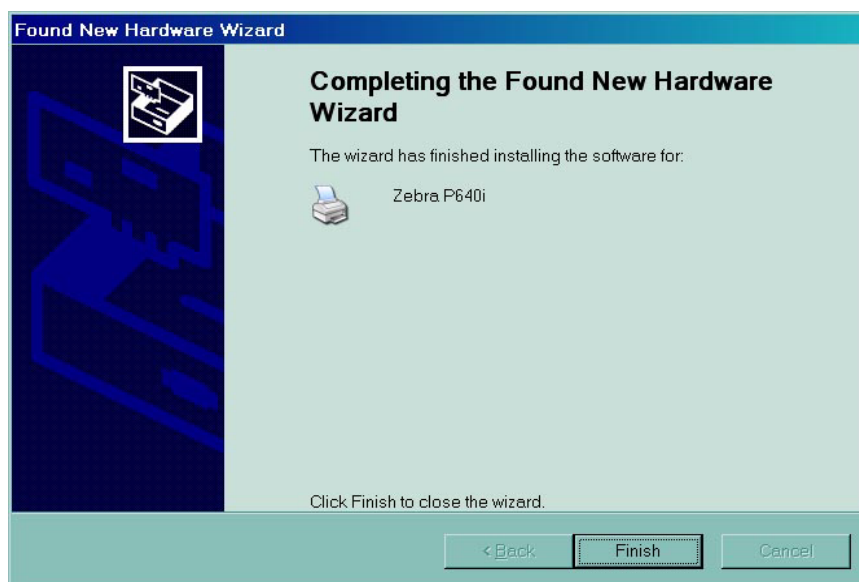 Found New Hardware Wizard
Completing the Found New Hardware
Wizard
The wizard has finished installing the software for:
Zebra P640i
Click Finish to close the wizard.
< Back
Finish
Cancel